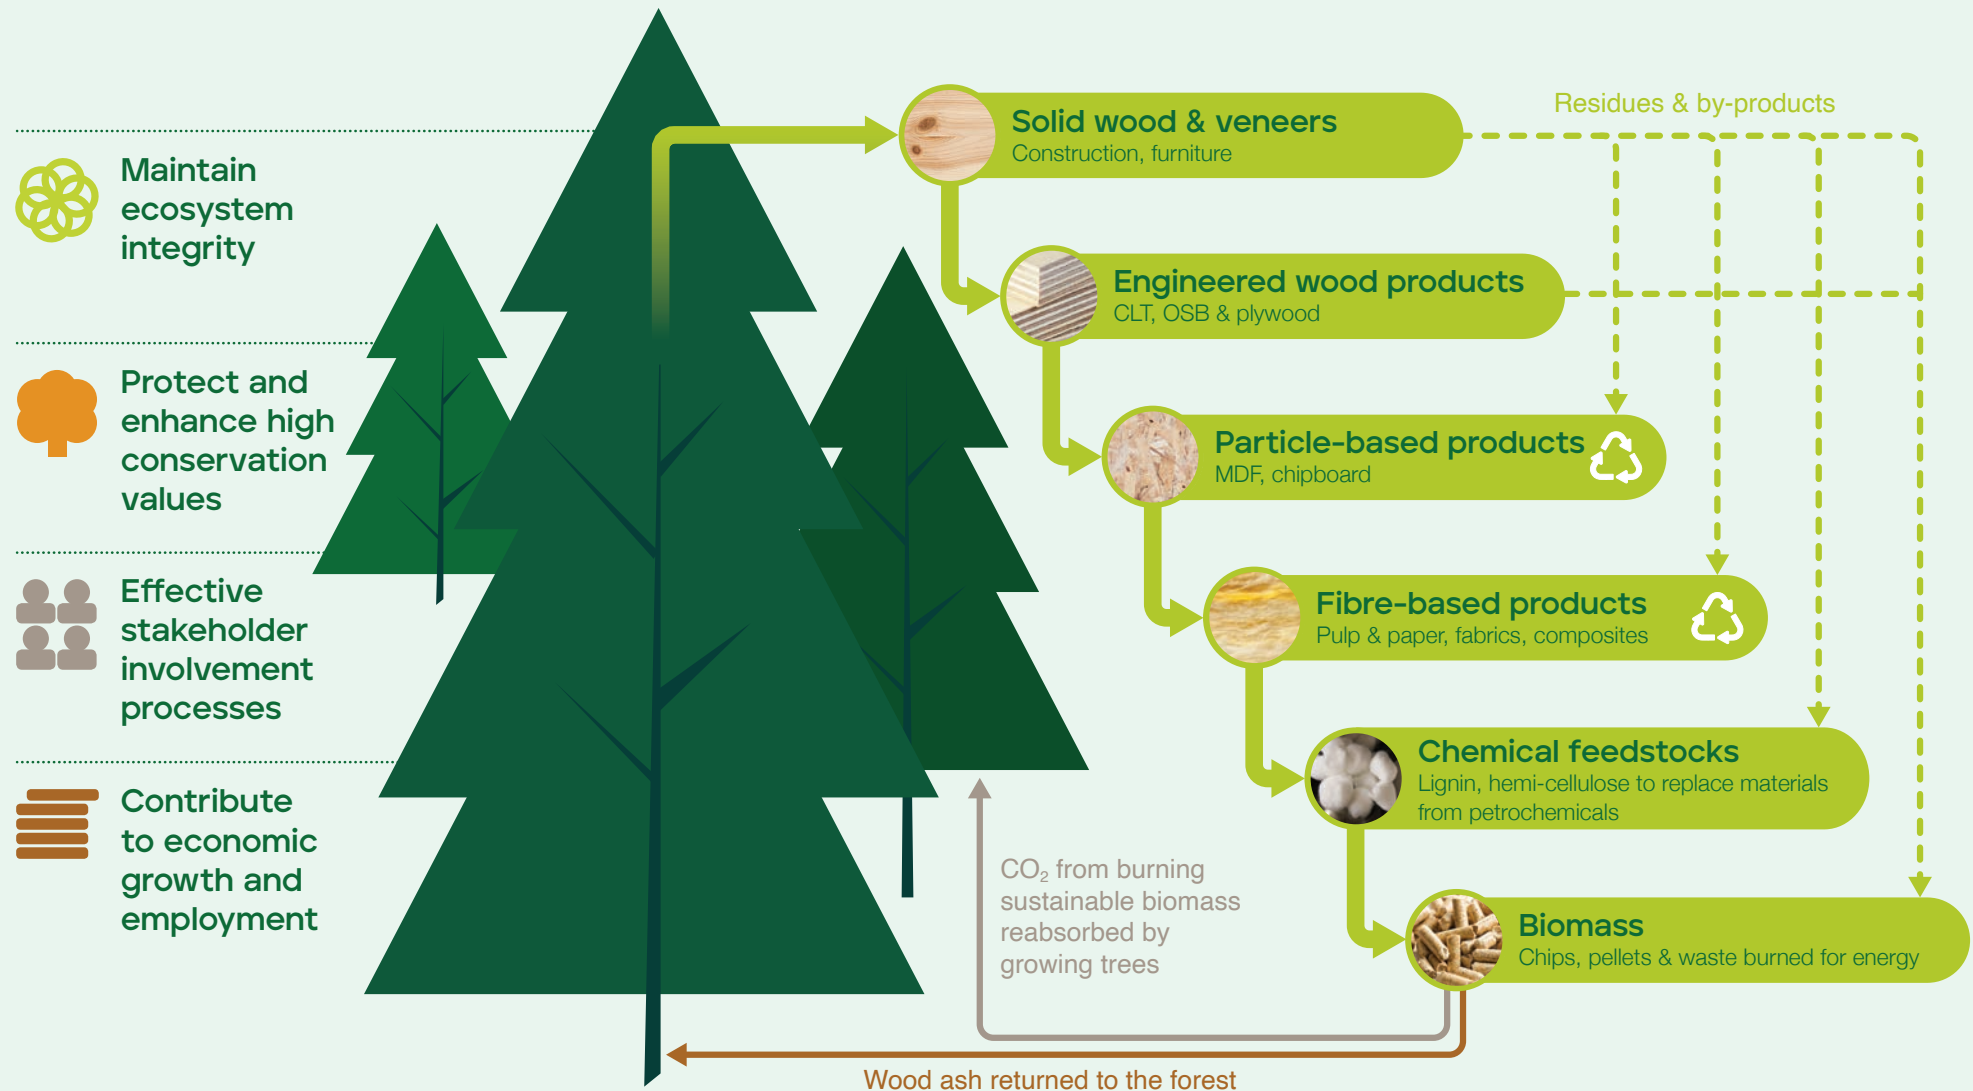 Maintain
ecosystem
integrity
Protect and
enhance high
conservation
values
Effective
stakeholder
involvement
processes
Contribute
to economic
growth and
employment
Residues & by-products
Solid wood & veneers
Construction, furniture
Engineered wood products
CLT, OSB & plywood
Particle-based products
MDF, chipboard
Fibre-based products
Pulp & paper, fabrics, composites
Chemical feedstocks
Lignin, hemi-cellulose to replace materials
from petrochemicals
Biomass
Chips, pellets & waste burned for energy
CO₂ from burning
sustainable biomass
reabsorbed by
growing trees
Wood ash returned to the forest